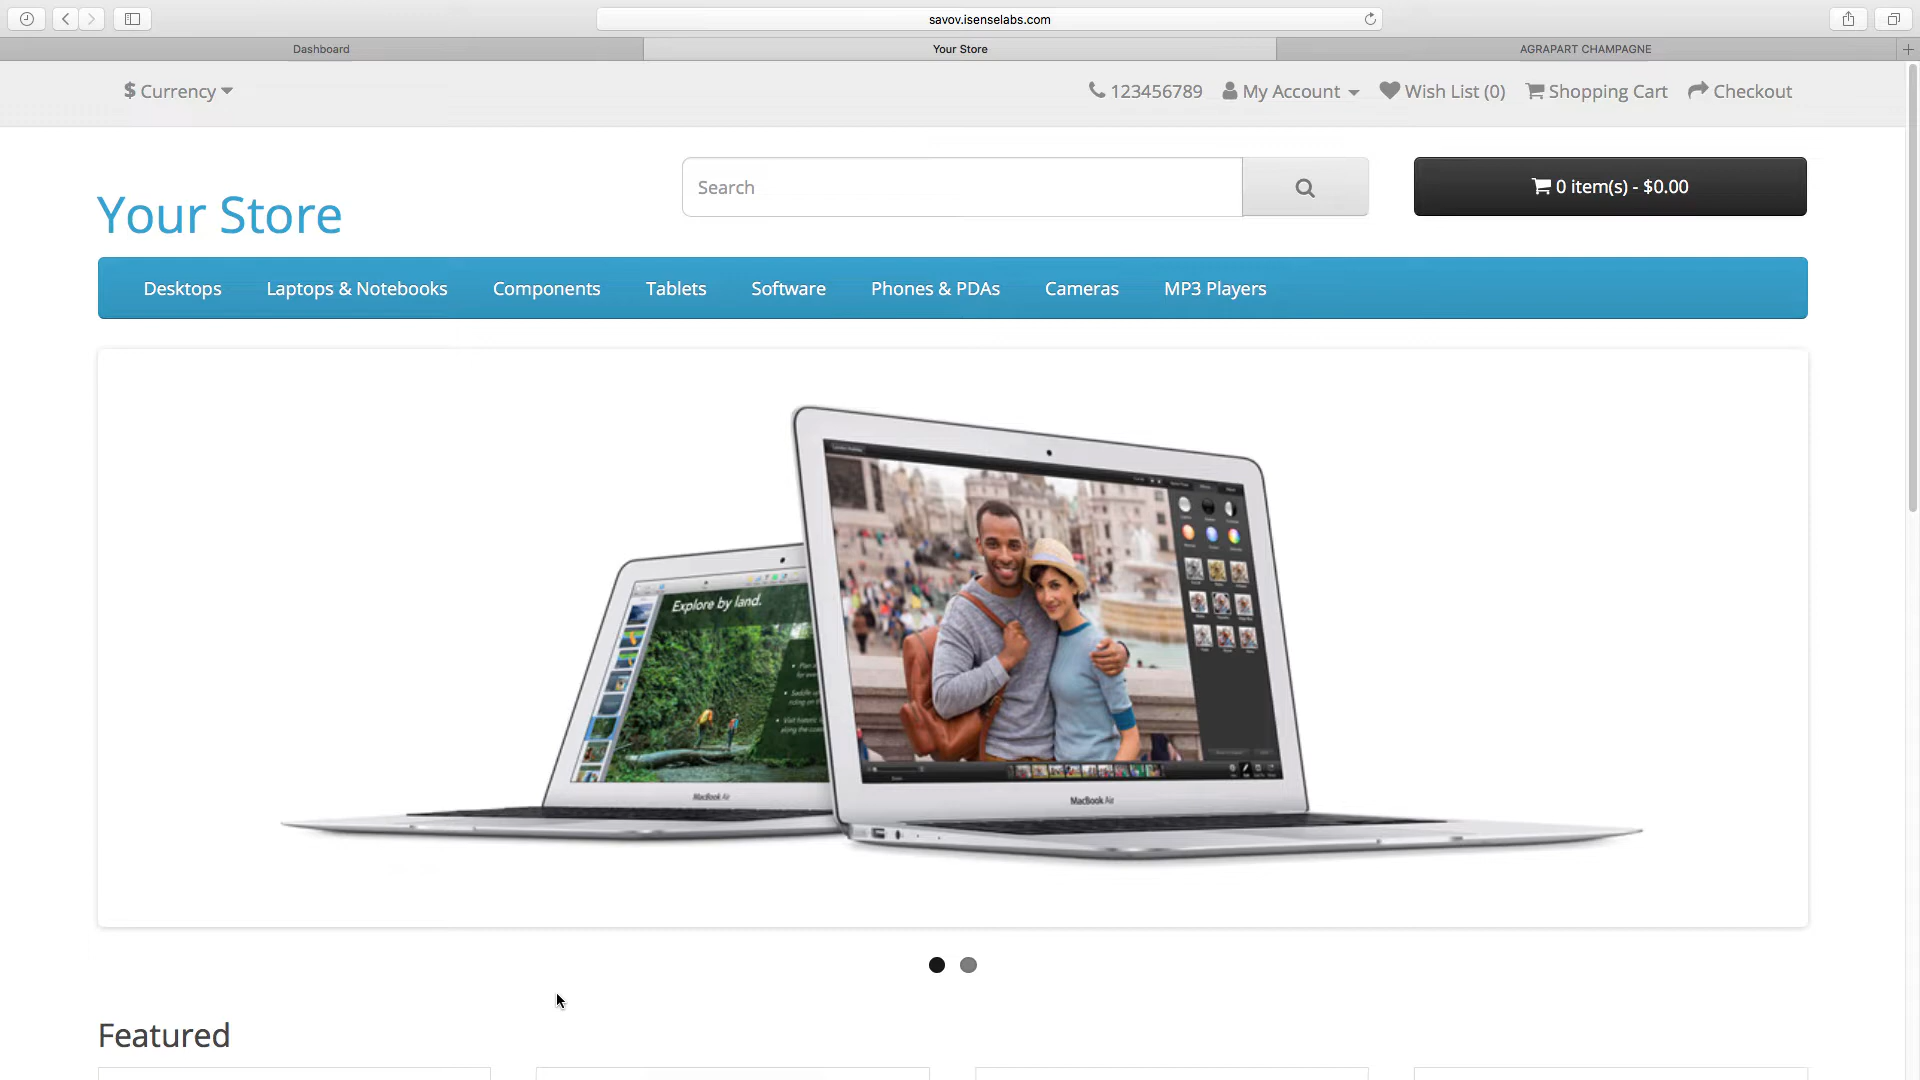 savov.isenselabs.com
Dashboard
Your Store
AGRAPART CHAMPAGNE
$ Currency
123456789
My Account
Wish List (0)
Shopping Cart
Checkout
Your Store
Search
0 item(s) - $0.00
Desktops
Laptops & Notebooks
Components
Tablets
Software
Phones & PDAs
Cameras
MP3 Players
Explore by land.
MacBook Air
MacBook Air
Featured